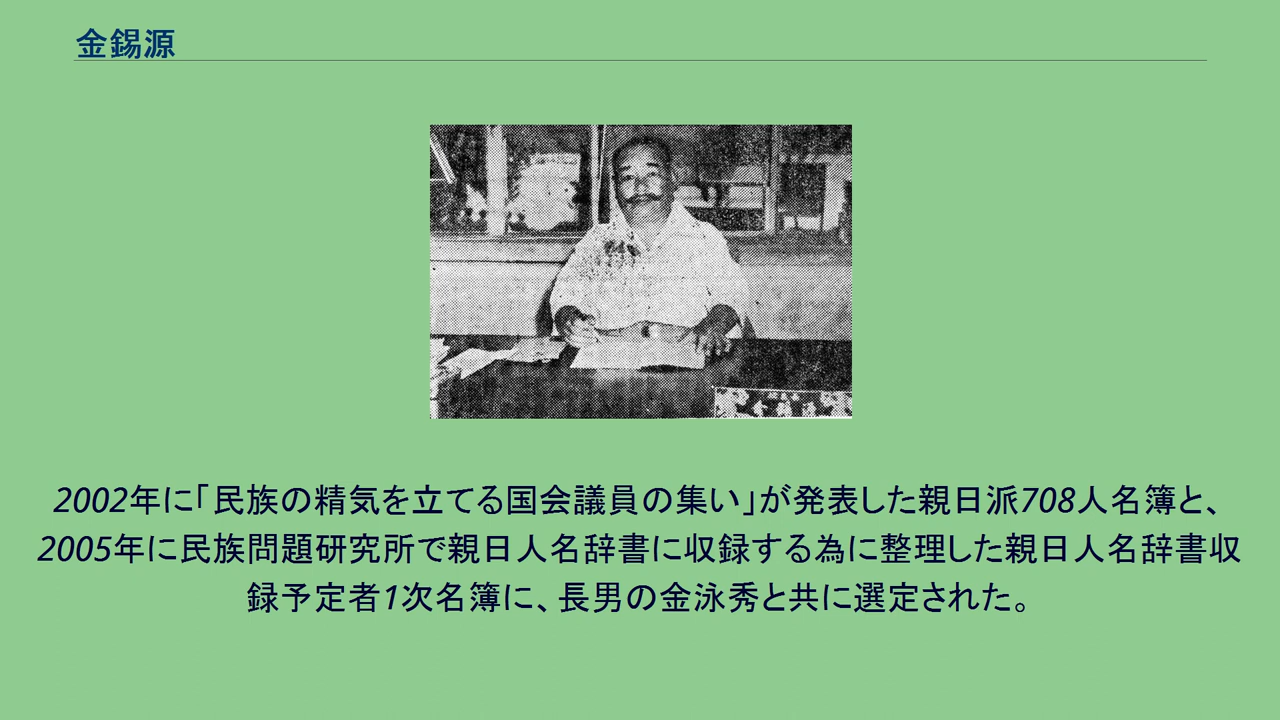 金錫源
2002年に「民族の精気を立てる国会議員の集い」が発表した親日派708人名簿と、
2005年に民族問題研究所で親日人名辞書に収録する為に整理した親日人名辞書収
録予定者1次名簿に、長男の金泳秀と共に選定された。